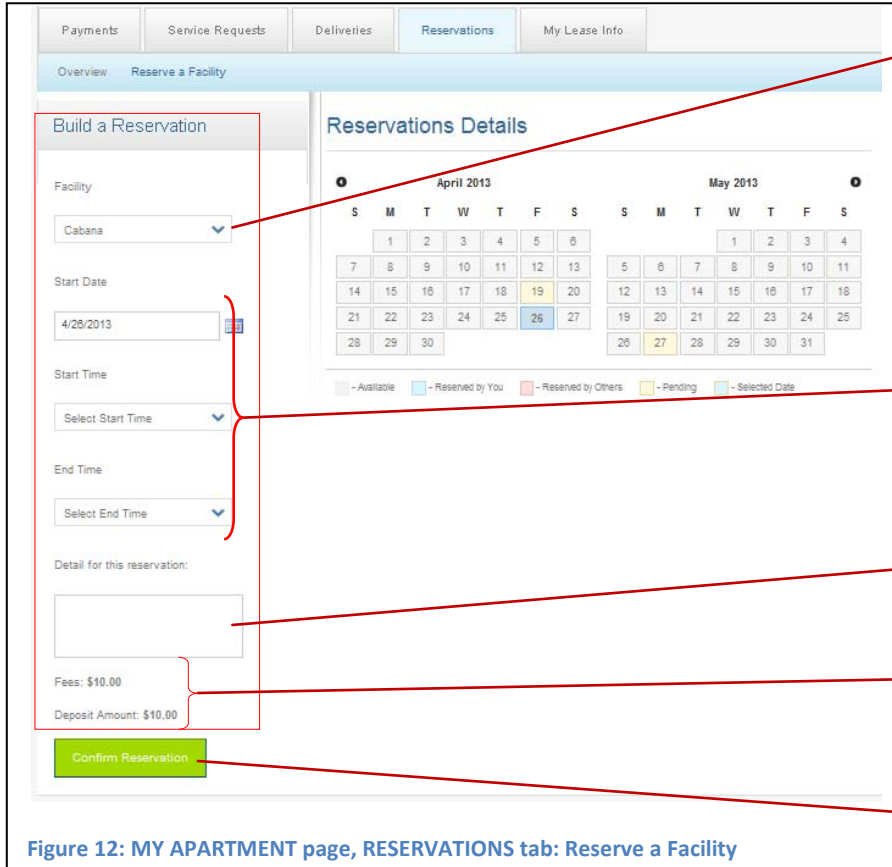 Payments Service Requests Deliveries Reservations My Lease Info
Overview Reserve a Facility
Build a Reservation
Facility
Cabana
Start Date
4/26/2013
Start Time
Select Start Time
End Time
Select End Time
Detail for this reservation:
Fees: $10.00
Deposit Amount: $10.00
Confirm Reservation
Reservations Details
April 2013 May 2013
S M T W T F S S M T W T F S
1 2 3 4 5 6 1 2 3 4
7 8 9 10 11 12 13 5 6 7 8 9 10 11
14 15 16 17 18 19 20 12 13 14 15 16 17 18
21 22 23 24 25 26 27 19 20 21 22 23 24 25
28 29 30 26 27 28 29 30 31
- Available - Reserved by You - Reserved by Others - Pending - Selected Date
Figure 12: MY APARTMENT page, RESERVATIONS tab: Reserve a Facility